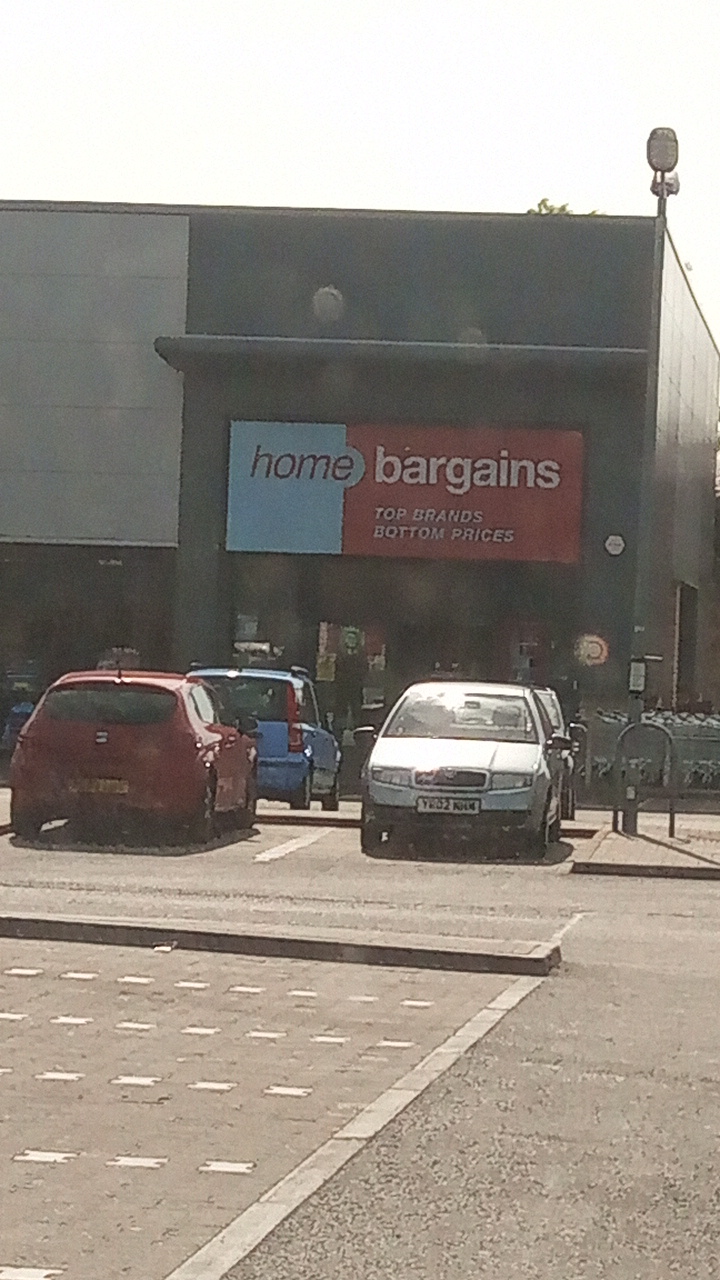 home bargains
TOP BRANDS
BOTTOM PRICES